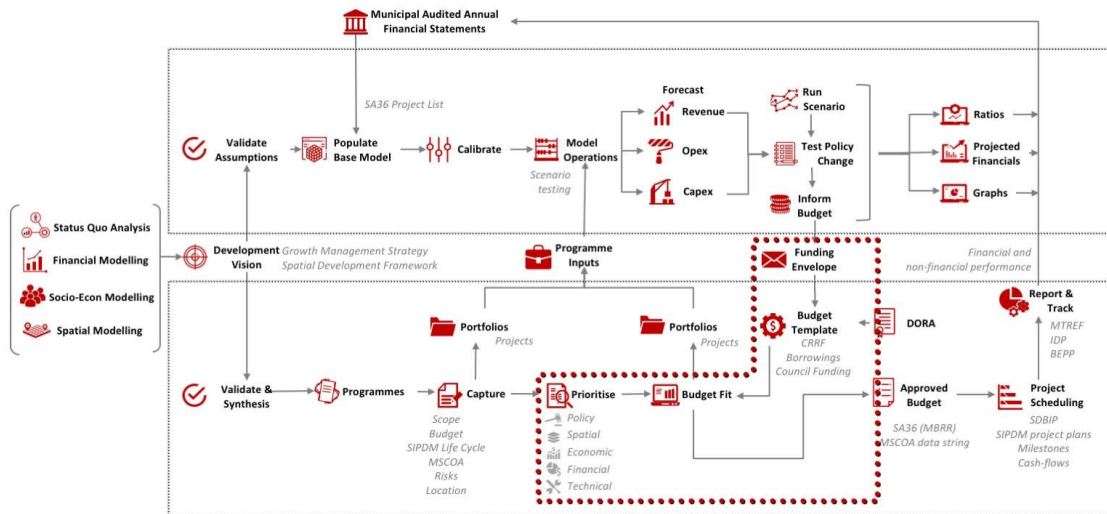 Municipal Audited Annual
Financial Statements
SA36 Project List
Validate
Assumptions
Populate
Base Model
Calibrate
Model
Operations
Scenario
testing
Forecast
Revenue
Opex
Capex
Run
Scenario
Test Policy
Change
Inform
Budget
Ratios
Projected
Financials
Graphs
Status Quo Analysis
Financial Modelling
Socio-Econ Modelling
Spatial Modelling
Development
Vision
Growth Management Strategy
Spatial Development Framework
Programme
Inputs
Funding
Envelope
Financial and
non-financial performance
Portfolios
Projects
Portfolios
Projects
Budget
Template
CRRF
Borrowings
Council Funding
DORA
Report &
Track
MTREF
IDP
BEPP
Validate &
Synthesis
Programmes
Capture
Scope
Budget
SIPDM Life Cycle
MSCOA
Risks
Location
Prioritise
Policy
Spatial
Economic
Financial
Technical
Budget Fit
Approved
Budget
SA36 (MBRR)
MSCOA data string
Project
Scheduling
SDBIP
SIPDM project plans
Milestones
Cash-flows